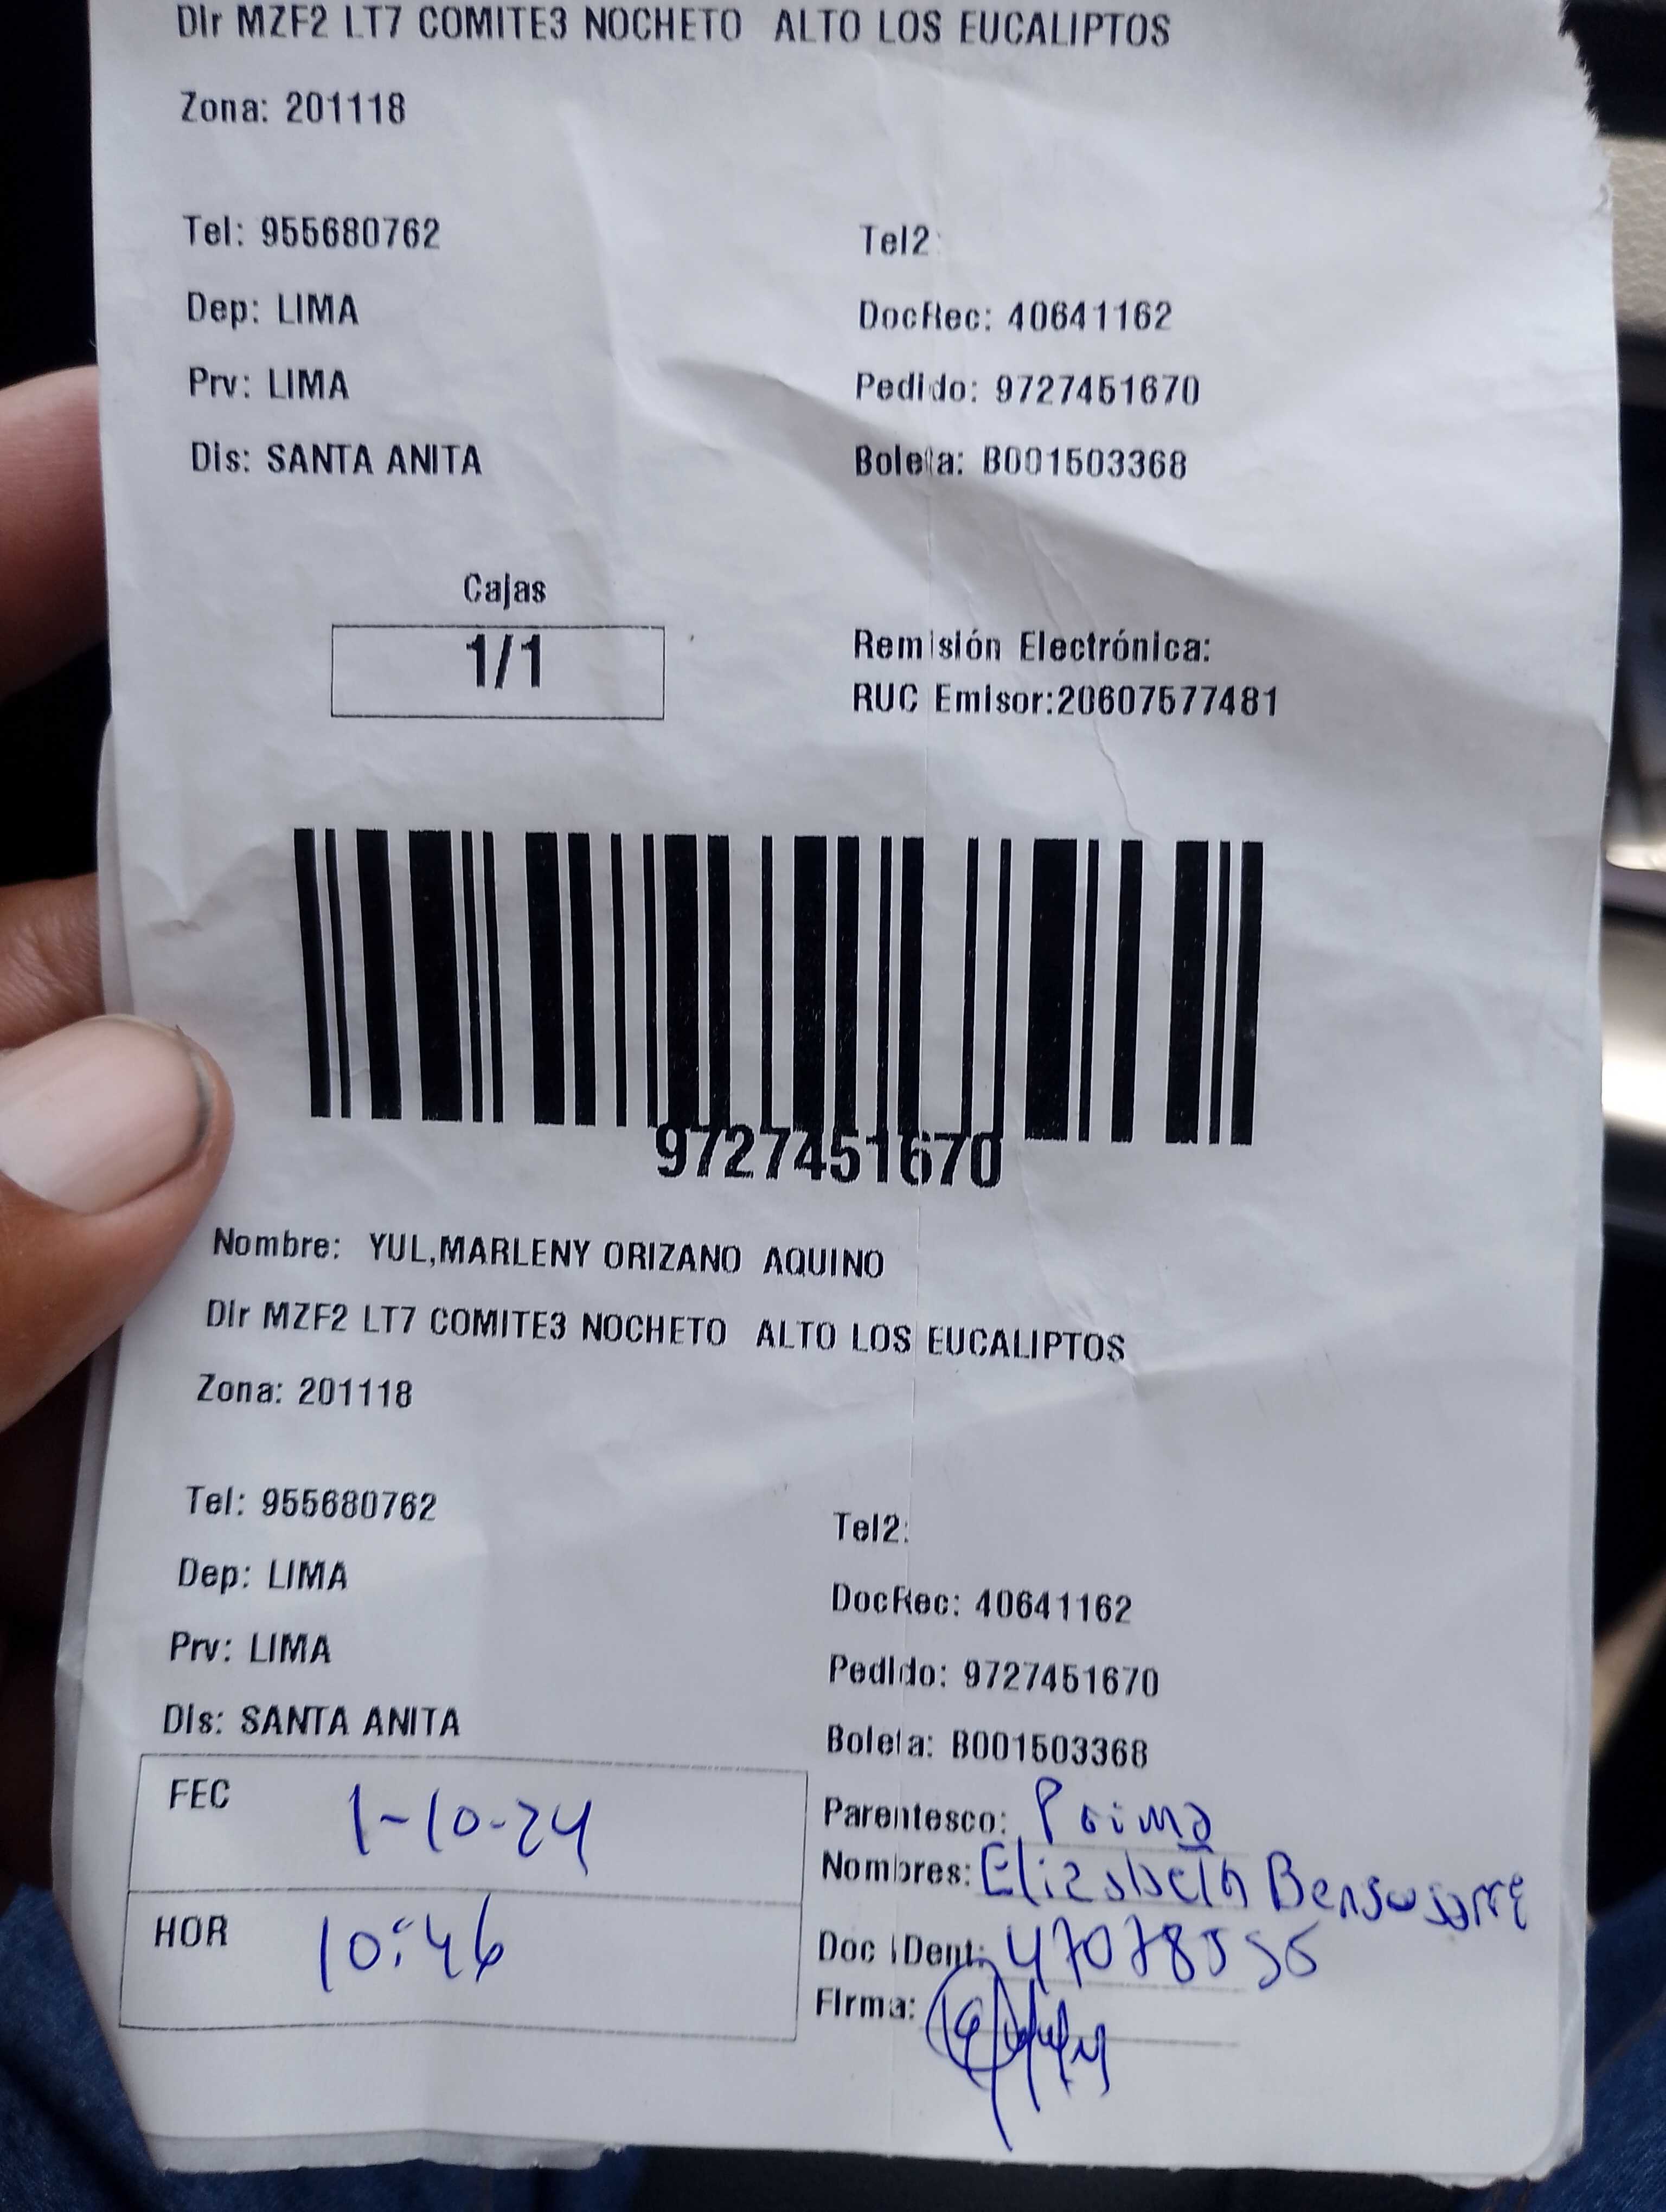 Dir MZF2 LT7 COMITE3 NOCHETO ALTO LOS EUCALIPTOS
Zona: 201118
Tel: 955680762 Tel2:
Dep: LIMA DocRec: 40641162
Prv: LIMA Pedido: 9727451670
Dis: SANTA ANITA Boleta: B001503368
Cajas
1/1
Remisión Electrónica:
RUC Emisor:20607577481
9727451670
Nombre: YUL,MARLENY ORIZANO AQUINO
Dir MZF2 LT7 COMITE3 NOCHETO ALTO LOS EUCALIPTOS
Zona: 201118
Tel: 955680762 Tel2:
Dep: LIMA DocRec: 40641162
Prv: LIMA Pedido: 9727451670
Dis: SANTA ANITA Boleta: B001503368
FEC 1-10-24
HOR 10:46
Parentesco: Prima
Nombres: Elizabeth
Doc iDent:
Firma: